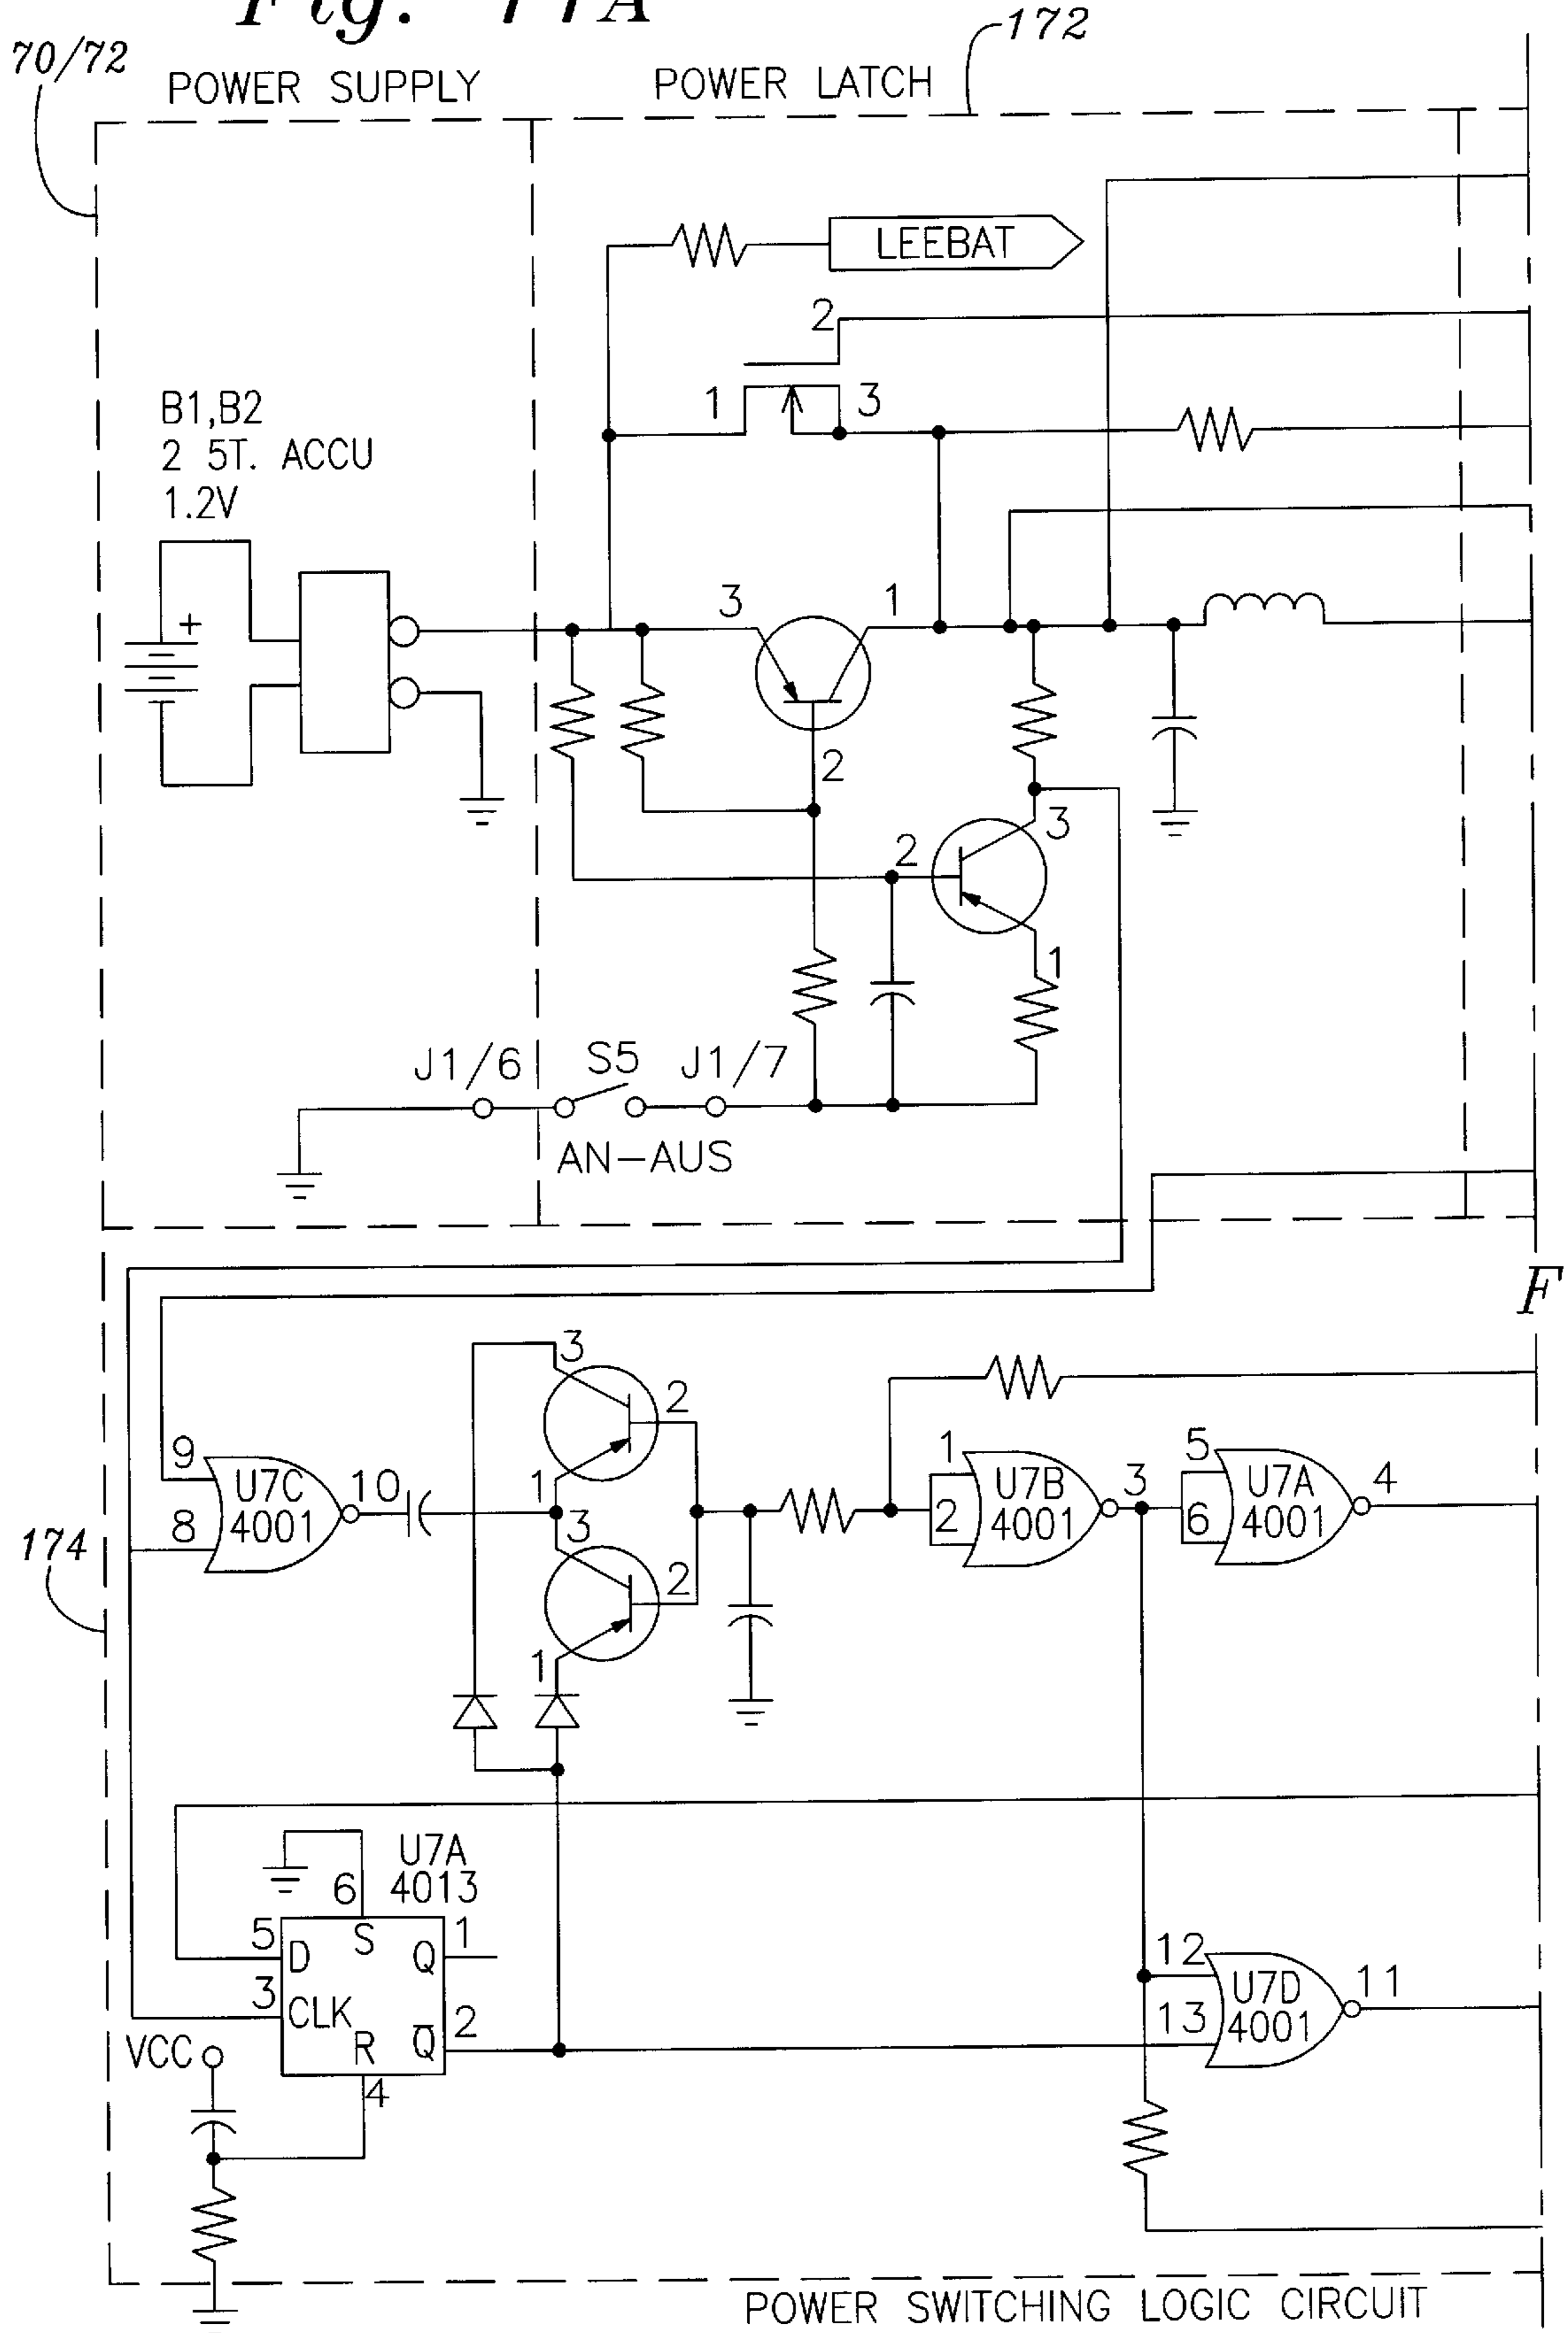 Fig. 11A
70/72
172
POWER SUPPLY
POWER LATCH
LEEBAT
2
1
3
B1,B2
2 5T. ACCU
1.2V
+
3
1
2
3
2
1
J1/6
S5
J1/7
AN-AUS
F
3
2
1
9
U7C
4001
10
8
3
2
1
1
U7B
4001
2
3
5
U7A
4001
6
4
174
U7A
4013
6
5
D
S
Q
1
3
CLK
R
Q̅
2
4
VCC
12
U7D
4001
13
11
POWER SWITCHING LOGIC CIRCUIT